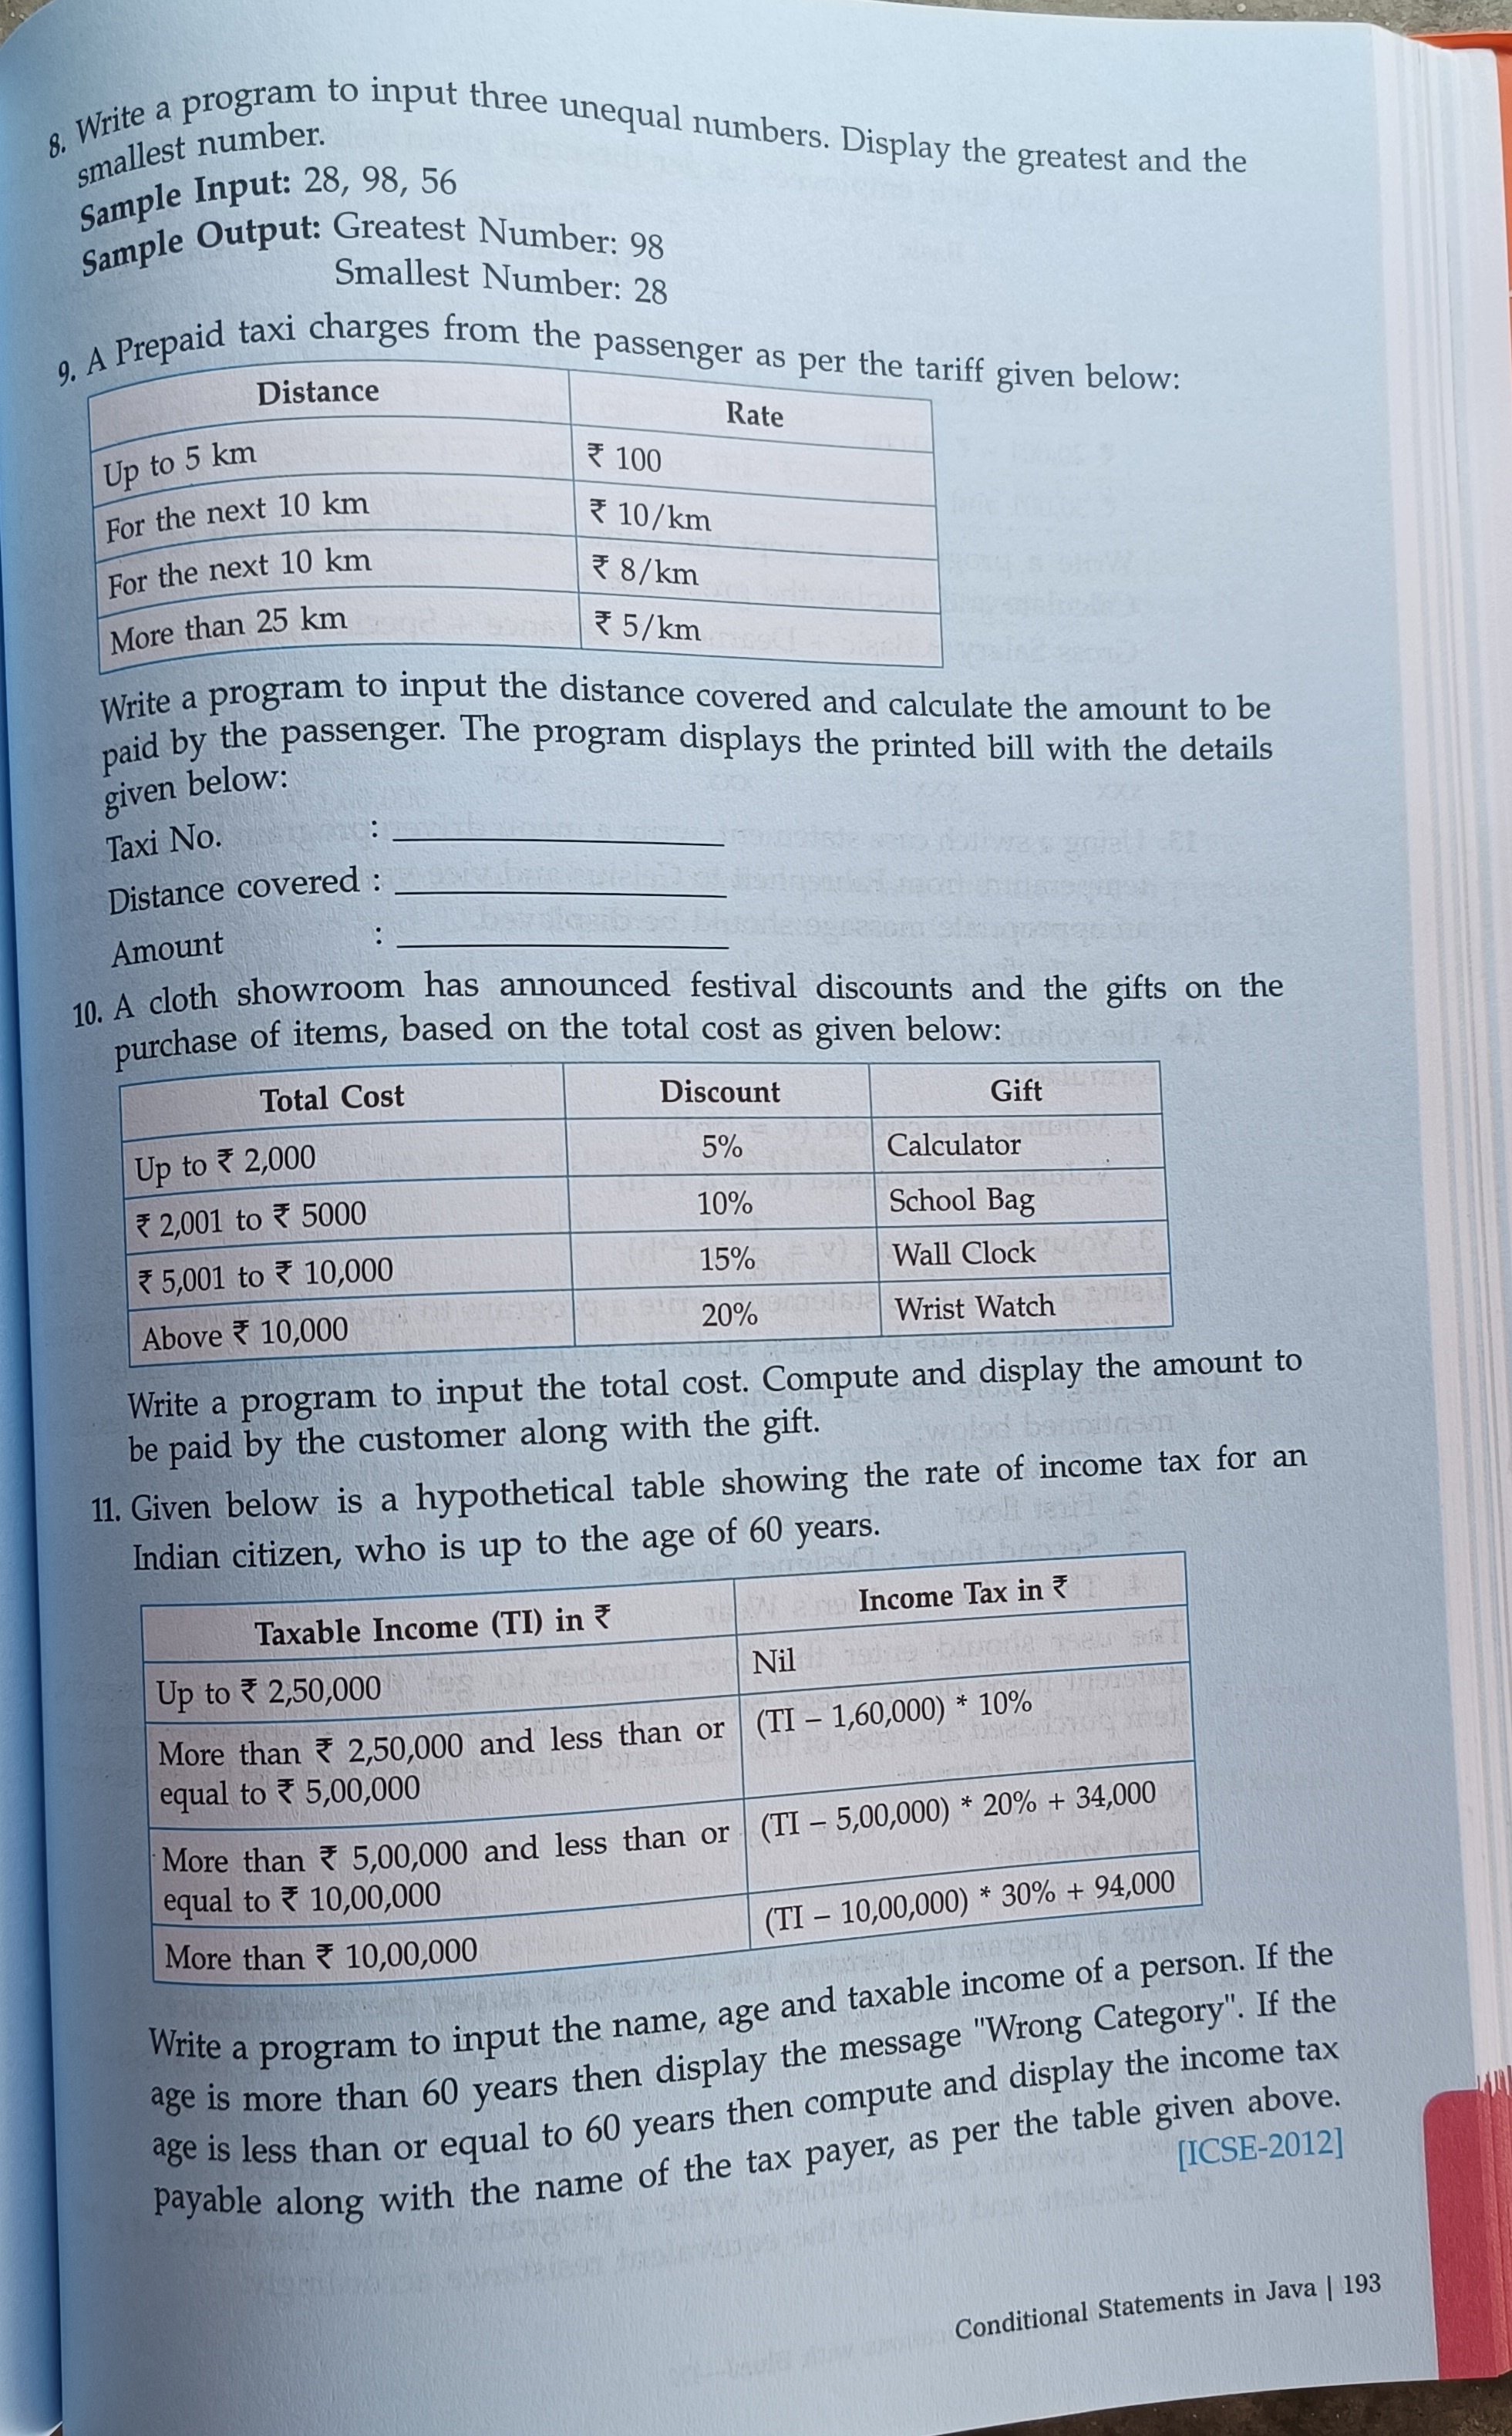 8. Write a program to input three unequal numbers. Display the greatest and the
smallest number.
Sample Input: 28, 98, 56
Sample Output: Greatest Number: 98
Smallest Number: 28
9. A Prepaid taxi charges from the passenger as per the tariff given below:
Distance Rate
Up to 5 km ₹ 100
For the next 10 km ₹ 10/km
For the next 10 km ₹ 8/km
More than 25 km ₹ 5/km
Write a program to input the distance covered and calculate the amount to be
paid by the passenger. The program displays the printed bill with the details
given below:
Taxi No. : ____________________
Distance covered : ____________________
Amount : ____________________
10. A cloth showroom has announced festival discounts and the gifts on the
purchase of items, based on the total cost as given below:
Total Cost Discount Gift
Up to ₹ 2,000 5% Calculator
₹ 2,001 to ₹ 5000 10% School Bag
₹ 5,001 to ₹ 10,000 15% Wall Clock
Above ₹ 10,000 20% Wrist Watch
Write a program to input the total cost. Compute and display the amount to
be paid by the customer along with the gift.
11. Given below is a hypothetical table showing the rate of income tax for an
Indian citizen, who is up to the age of 60 years.
Taxable Income (TI) in ₹ Income Tax in ₹
Up to ₹ 2,50,000 Nil
More than ₹ 2,50,000 and less than or (TI – 1,60,000) * 10%
equal to ₹ 5,00,000
More than ₹ 5,00,000 and less than or (TI – 5,00,000) * 20% + 34,000
equal to ₹ 10,00,000
More than ₹ 10,00,000 (TI – 10,00,000) * 30% + 94,000
Write a program to input the name, age and taxable income of a person. If the
age is more than 60 years then display the message "Wrong Category". If the
age is less than or equal to 60 years then compute and display the income tax
payable along with the name of the tax payer, as per the table given above.
[ICSE-2012]
Conditional Statements in Java | 193